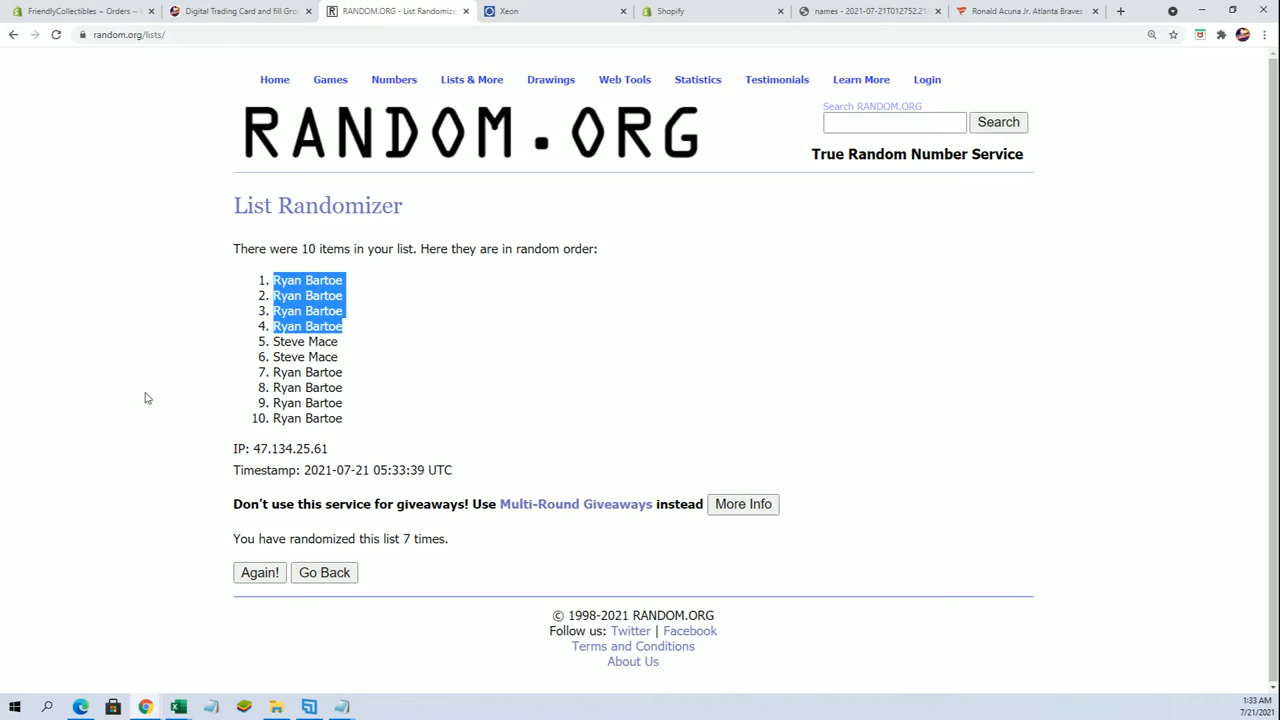 FriendlyCollectibles ~ Orders ~
Digital Trading Card and fill Gro
RANDOM.ORG - List Randomize
Xeon
Shopify
names - 2021-07-21T012752.21
Ronald Acuna Jr. Atlanta Braves
random.org/lists/
Home Games Numbers Lists & More Drawings Web Tools Statistics Testimonials Learn More Login
RANDOM.ORG
Search RANDOM.ORG
Search
True Random Number Service
List Randomizer
There were 10 items in your list. Here they are in random order:
1. Ryan Bartoe
2. Ryan Bartoe
3. Ryan Bartoe
4. Ryan Bartoe
5. Steve Mace
6. Steve Mace
7. Ryan Bartoe
8. Ryan Bartoe
9. Ryan Bartoe
10. Ryan Bartoe
IP: 47.134.25.61
Timestamp: 2021-07-21 05:33:39 UTC
Don't use this service for giveaways! Use Multi-Round Giveaways instead More Info
You have randomized this list 7 times.
Again! Go Back
© 1998-2021 RANDOM.ORG
Follow us: Twitter | Facebook
Terms and Conditions
About Us
1:33 AM
7/21/2021